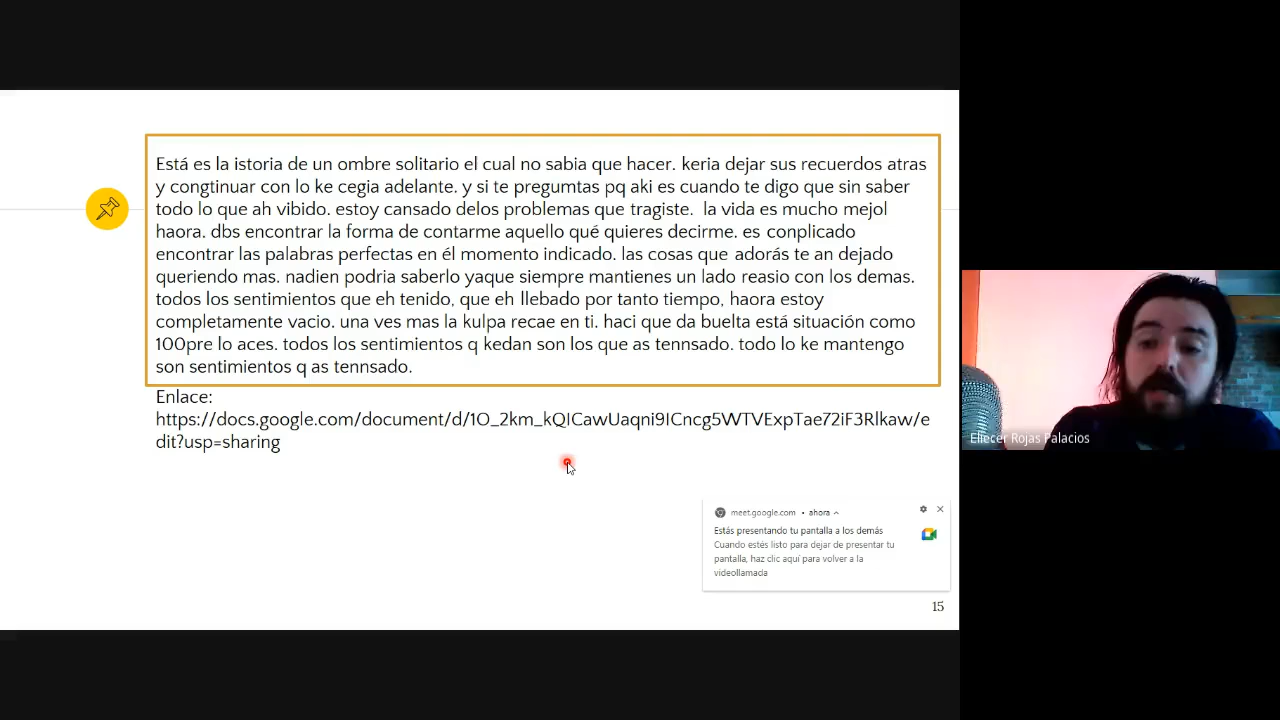 Está es la istoria de un ombre solitario el cual no sabia que hacer. keria dejar sus recuerdos atras
y congtinuar con lo ke cegia adelante. y si te pregumtas pq aki es cuando te digo que sin saber
todo lo que ah vibido. estoy cansado delos problemas que tragiste. la vida es mucho mejol
haora. dbs encontrar la forma de contarme aquello qué quieres decirme. es conplicado
encontrar las palabras perfectas en él momento indicado. las cosas que adorás te an dejado
queriendo mas. nadien podria saberlo yaque siempre mantienes un lado reasio con los demas.
todos los sentimientos que eh tenido, que eh llebado por tanto tiempo, haora estoy
completamente vacio. una ves mas la kulpa recae en ti. haci que da buelta está situación como
100pre lo aces. todos los sentimientos q kedan son los que as tennsado. todo lo ke mantengo
son sentimientos q as tennsado.
Enlace:
https://docs.google.com/document/d/1O_2km_kQICawUaqni9ICncg5WTVExpTae72iF3Rlkaw/e
dit?usp=sharing
Eliecer Rojas Palacios
meet.google.com • ahora
Estás presentando tu pantalla a los demás
Cuando estés listo para dejar de presentar tu
pantalla, haz clic aquí para volver a la
videollamada
15